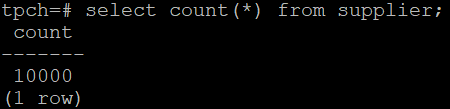 tpch=# select count(*) from supplier;
count
-------
10000
(1 row)